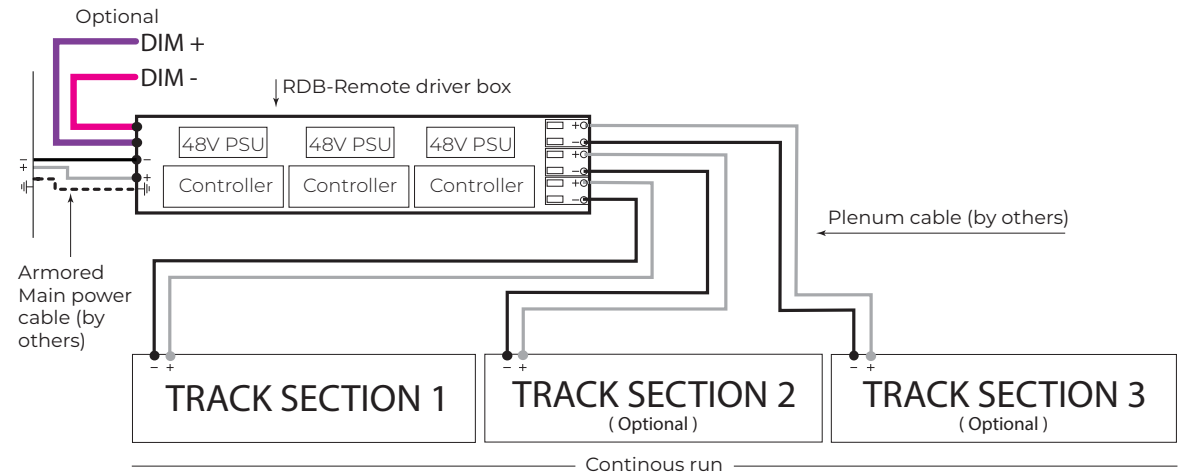 Optional
DIM +
DIM -
RDB-Remote driver box
48V PSU
48V PSU
48V PSU
Controller
Controller
Controller
+
-
+
-
+
-
-
+
-
+
Plenum cable (by others)
Armored
Main power
cable (by
others)
- +
- +
- +
TRACK SECTION 1
TRACK SECTION 2
( Optional )
TRACK SECTION 3
( Optional )
Continous run